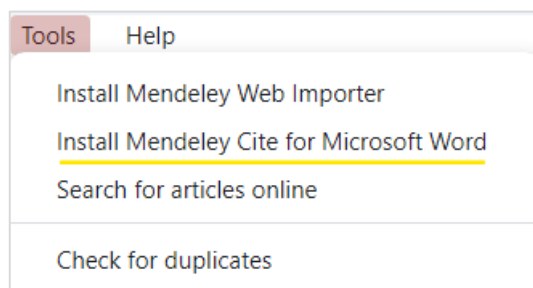 Tools Help
Install Mendeley Web Importer
Install Mendeley Cite for Microsoft Word
Search for articles online
Check for duplicates